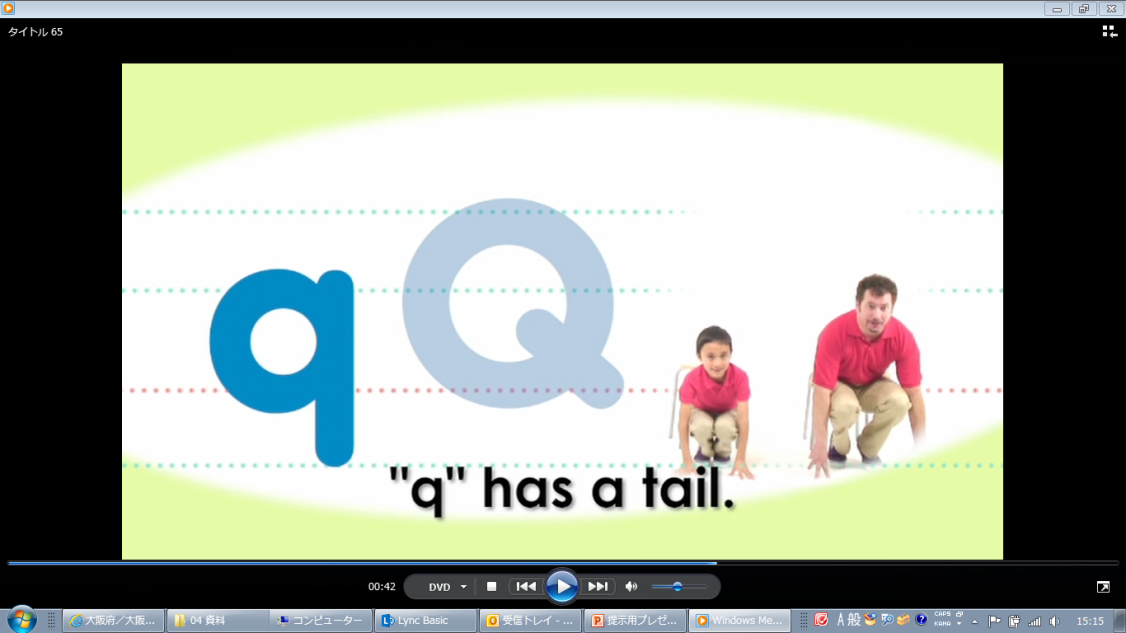 タイトル 65
q Q
"q" has a tail.
00:42
DVD
大阪府／大阪...
04 資料
コンピューター
Lync Basic
受信トレイ - ...
提示用プレゼ...
Windows Me...
A 般
CAPS
KANA
15:15